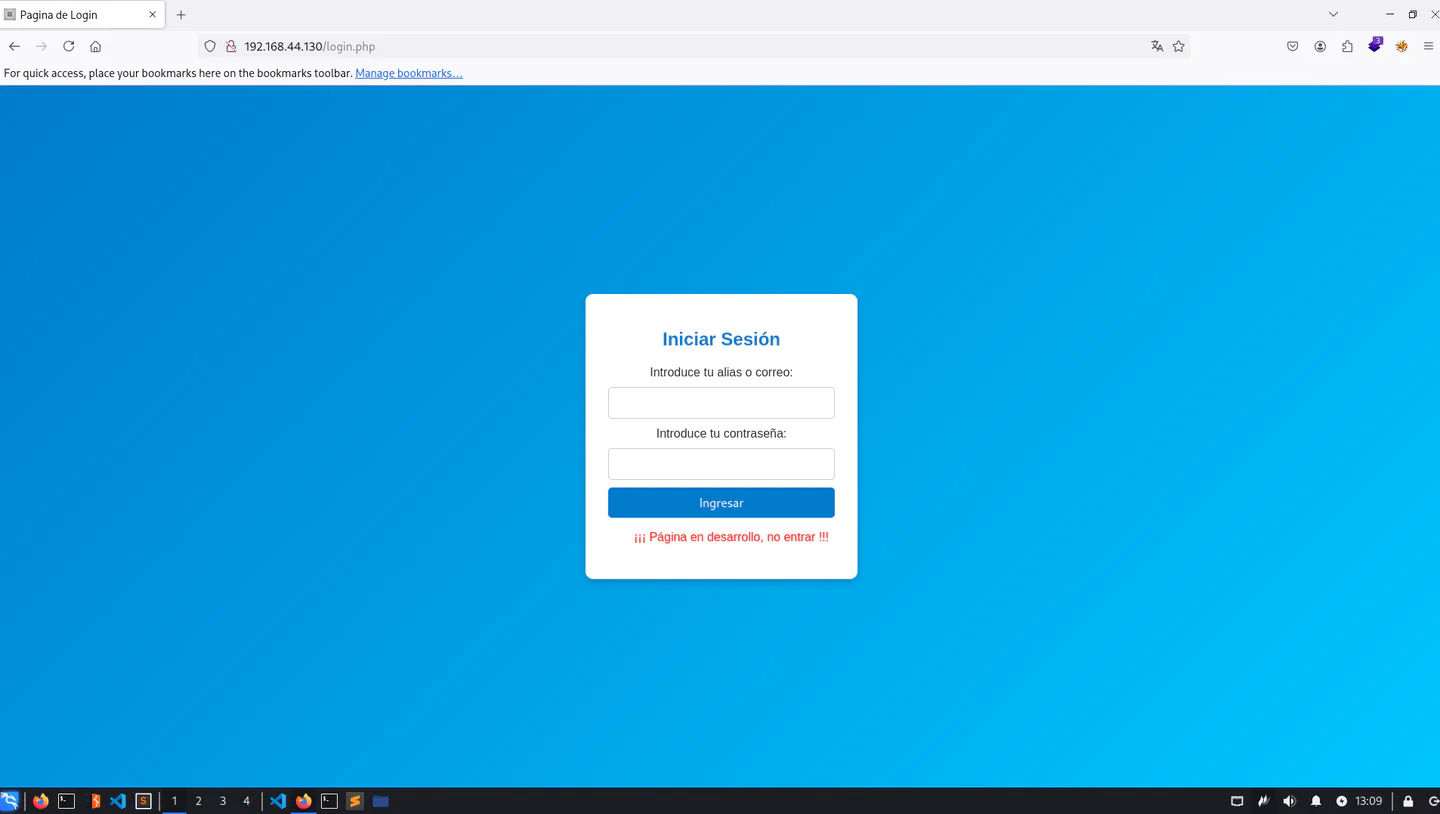 Pagina de Login
192.168.44.130/login.php
3
For quick access, place your bookmarks here on the bookmarks toolbar. Manage bookmarks...
Iniciar Sesión
Introduce tu alias o correo:
Introduce tu contraseña:
Ingresar
¡¡¡ Página en desarrollo, no entrar !!!
S 1 2 3 4 S 13:09